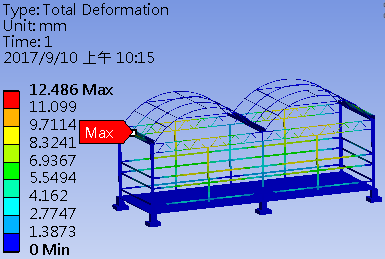 Type: Total Deformation
Unit: mm
Time: 1
2017/9/10 上午 10:15
12.486 Max
11.099
9.7114
8.3241
6.9367
5.5494
4.162
2.7747
1.3873
0 Min
Max